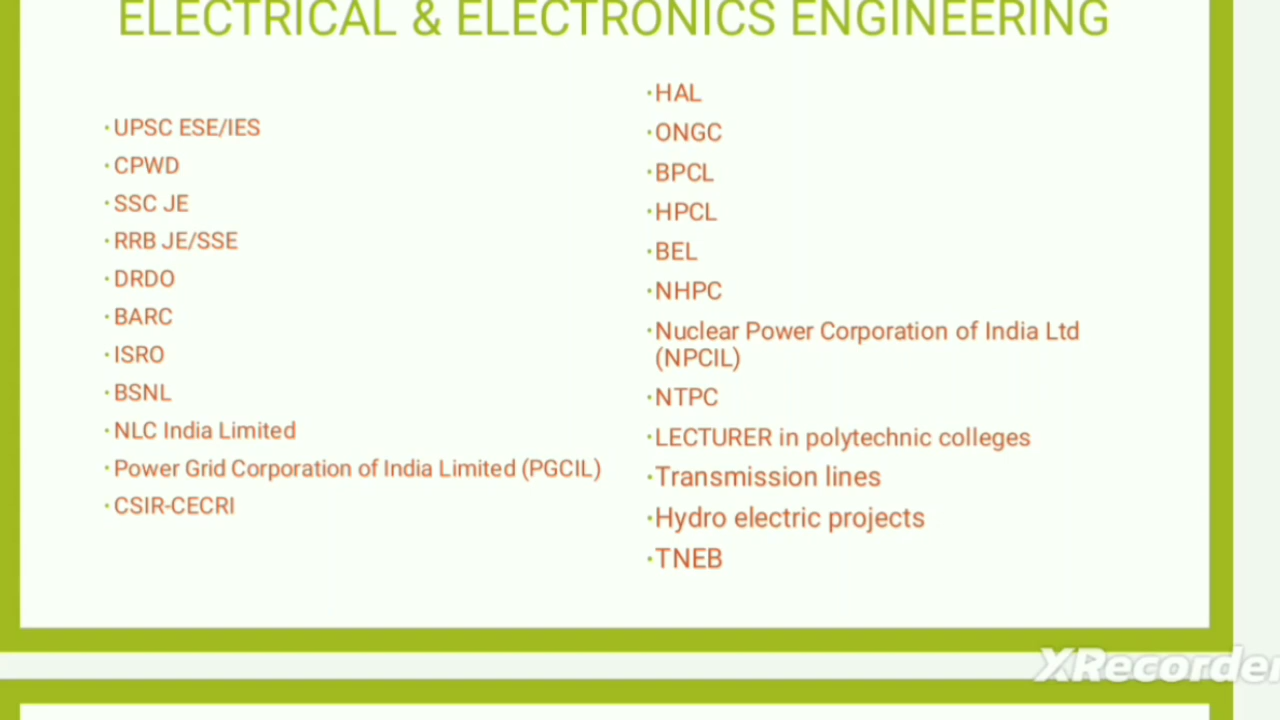 ELECTRICAL & ELECTRONICS ENGINEERING
·UPSC ESE/IES
·CPWD
·SSC JE
·RRB JE/SSE
·DRDO
·BARC
·ISRO
·BSNL
·NLC India Limited
·Power Grid Corporation of India Limited (PGCIL)
·CSIR-CECRI
·HAL
·ONGC
·BPCL
·HPCL
·BEL
·NHPC
·Nuclear Power Corporation of India Ltd
(NPCIL)
·NTPC
·LECTURER in polytechnic colleges
·Transmission lines
·Hydro electric projects
·TNEB
XRecorder